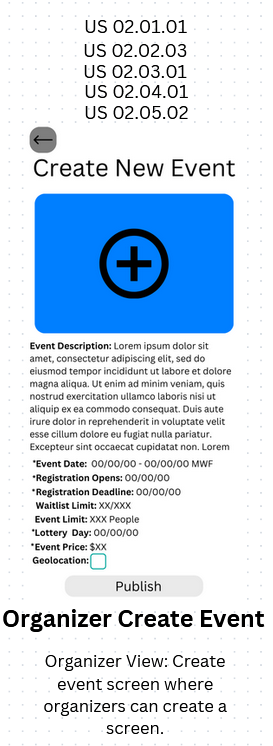 US 02.01.01
US 02.02.03
US 02.03.01
US 02.04.01
US 02.05.02
Create New Event
Event Description: Lorem ipsum dolor sit
amet, consectetur adipiscing elit, sed do
eiusmod tempor incididunt ut labore et dolore
magna aliqua. Ut enim ad minim veniam, quis
nostrud exercitation ullamco laboris nisi ut
aliquip ex ea commodo consequat. Duis aute
irure dolor in reprehenderit in voluptate velit
esse cillum dolore eu fugiat nulla pariatur.
Excepteur sint occaecat cupidatat non. Lorem
*Event Date: 00/00/00 - 00/00/00 MWF
*Registration Opens: 00/00/00
*Registration Deadline: 00/00/00
Waitlist Limit: XX/XXX
Event Limit: XXX People
*Lottery Day: 00/00/00
*Event Price: $XX
Geolocation:
Publish
Organizer Create Event
Organizer View: Create
event screen where
organizers can create a
screen.